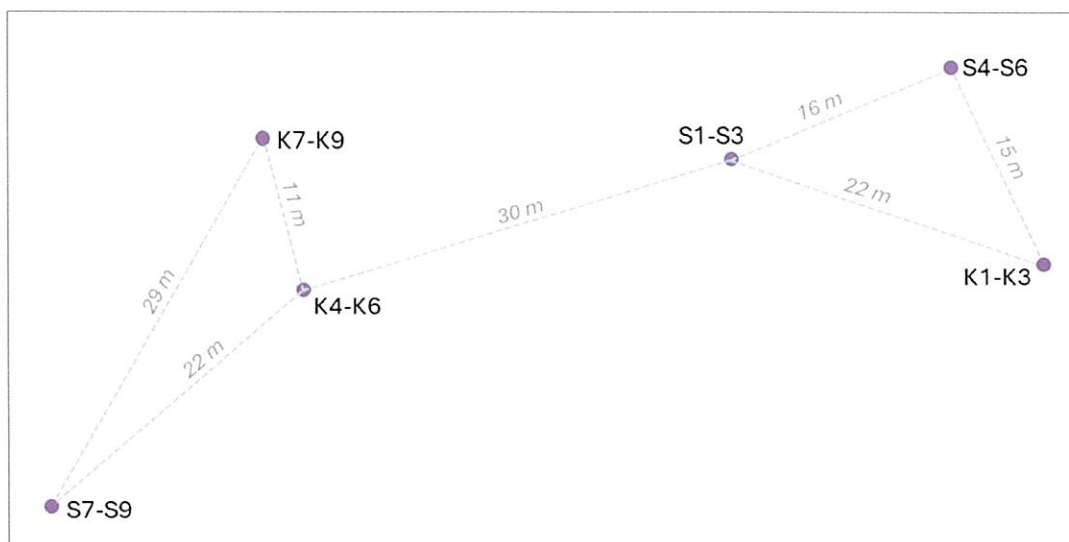 S4-S6
16 m
K7-K9
S1-S3
15 m
11 m
22 m
30 m
K1-K3
29 m
K4-K6
22 m
S7-S9